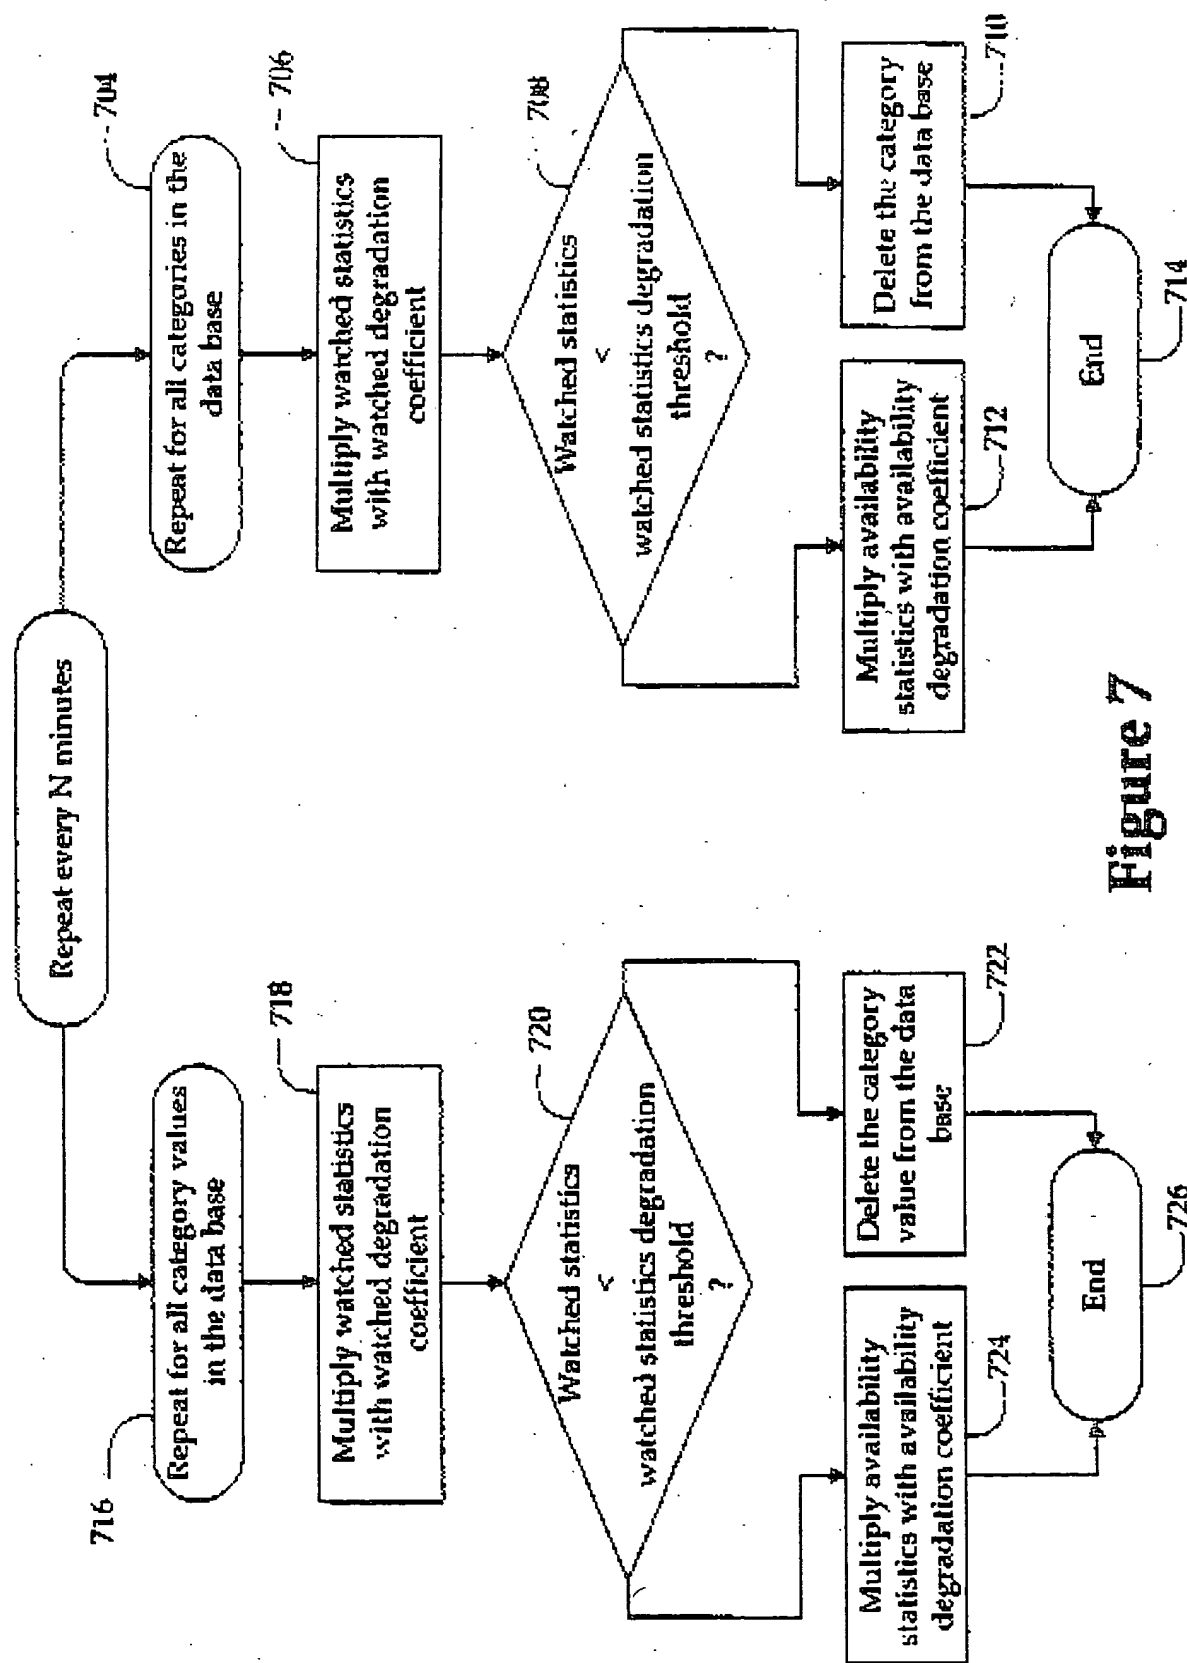 Repeat every N minutes
716
Repeat for all category values
in the data base
718
Multiply watched statistics
with watched degradation
coefficient
720
Watched statistics
<
watched statistics degradation
threshold
?
Multiply availability
statistics with availability
degradation coefficient
724
Delete the category
value from the data
base
722
End
726
704
Repeat for all categories in the
data base
706
Multiply watched statistics
with watched degradation
coefficient
708
Watched statistics
<
watched statistics degradation
threshold
?
Multiply availability
statistics with availability
degradation coefficient
712
Delete the category
from the data base
710
End
714
Figure 7